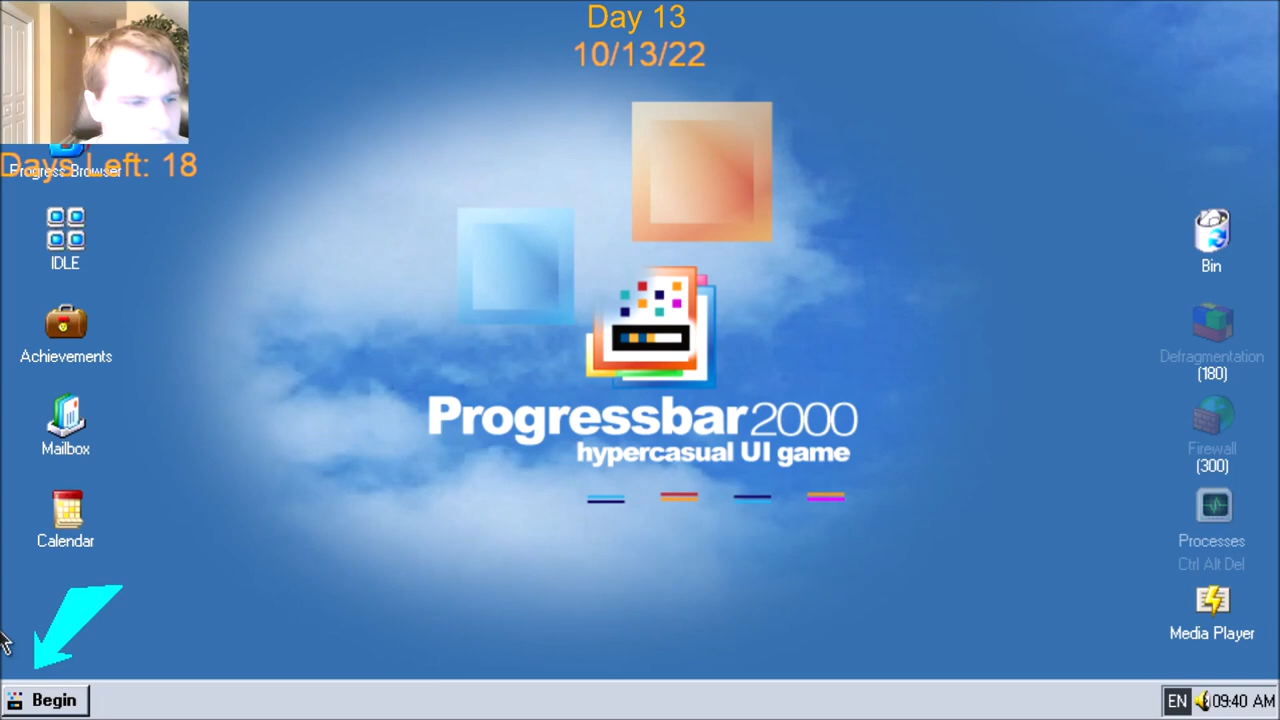 Day 13
10/13/22
Days Left: 18
Progress Browser
IDLE
Achievements
Mailbox
Calendar
Progressbar2000
hypercasual UI game
Bin
Defragmentation
(180)
Firewall
(300)
Processes
Ctrl Alt Del
Media Player
Begin
EN
09:40 AM